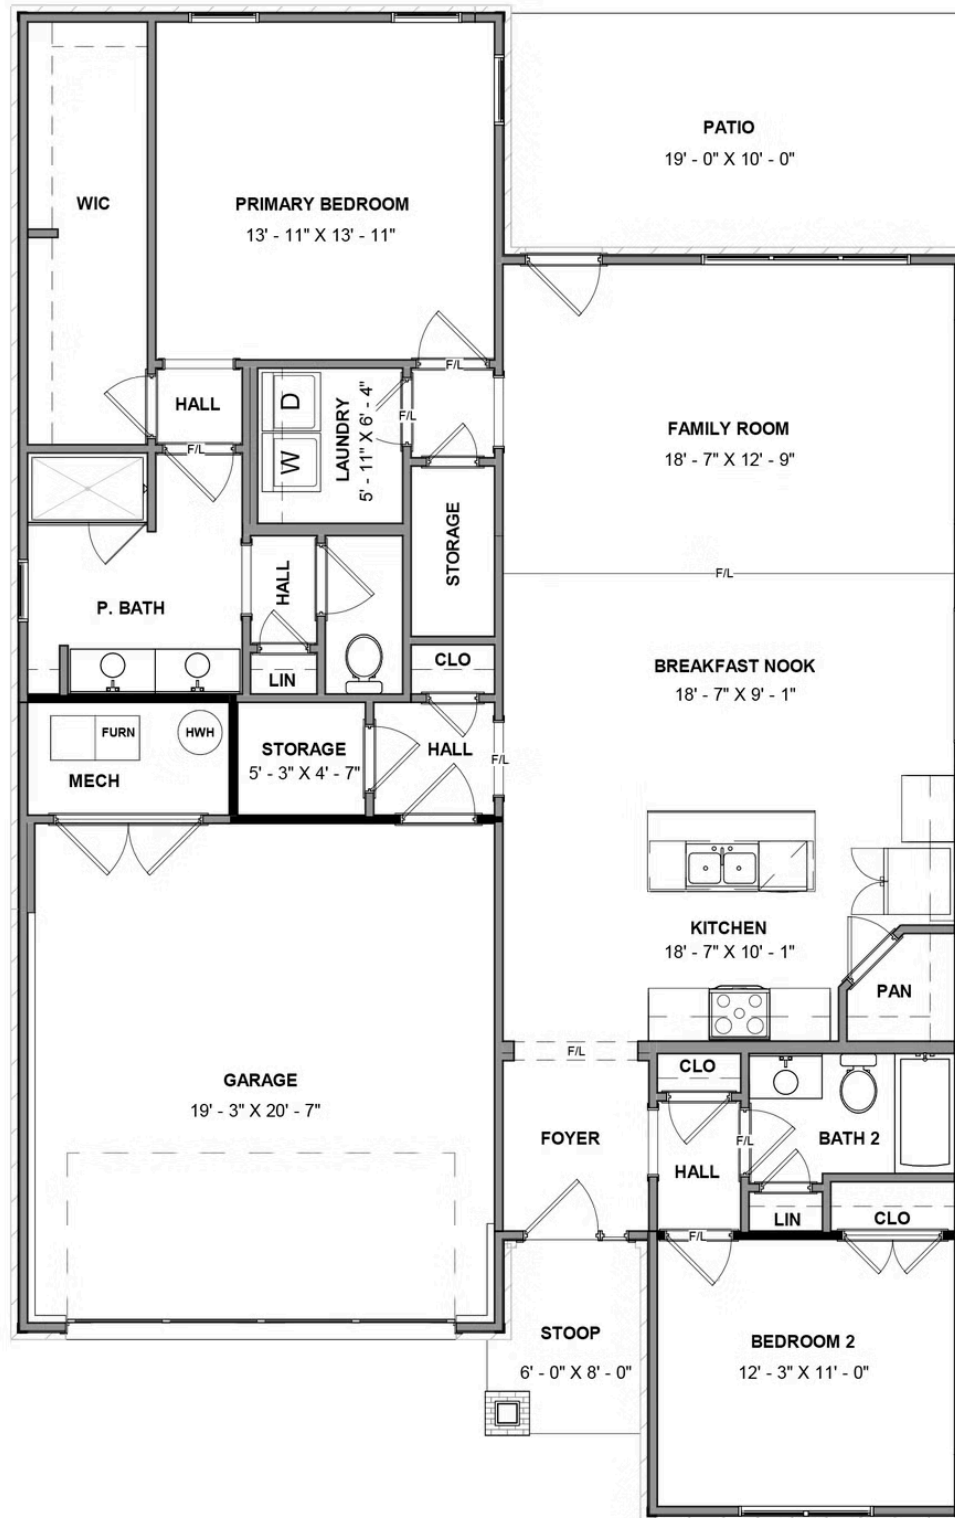 PATIO
19' - 0" X 10' - 0"
WIC
PRIMARY BEDROOM
13' - 11" X 13' - 11"
F/L
HALL
F/L
D
W
LAUNDRY
5' - 11" X 6' - 4"
F/L
FAMILY ROOM
18' - 7" X 12' - 9"
STORAGE
F/L
HALL
P. BATH
LIN
CLO
BREAKFAST NOOK
18' - 7" X 9' - 1"
FURN
HWH
MECH
STORAGE
5' - 3" X 4' - 7"
HALL
F/L
KITCHEN
18' - 7" X 10' - 1"
PAN
F/L
GARAGE
19' - 3" X 20' - 7"
CLO
FOYER
F/L
BATH 2
HALL
LIN
CLO
F/L
STOOP
6' - 0" X 8' - 0"
BEDROOM 2
12' - 3" X 11' - 0"